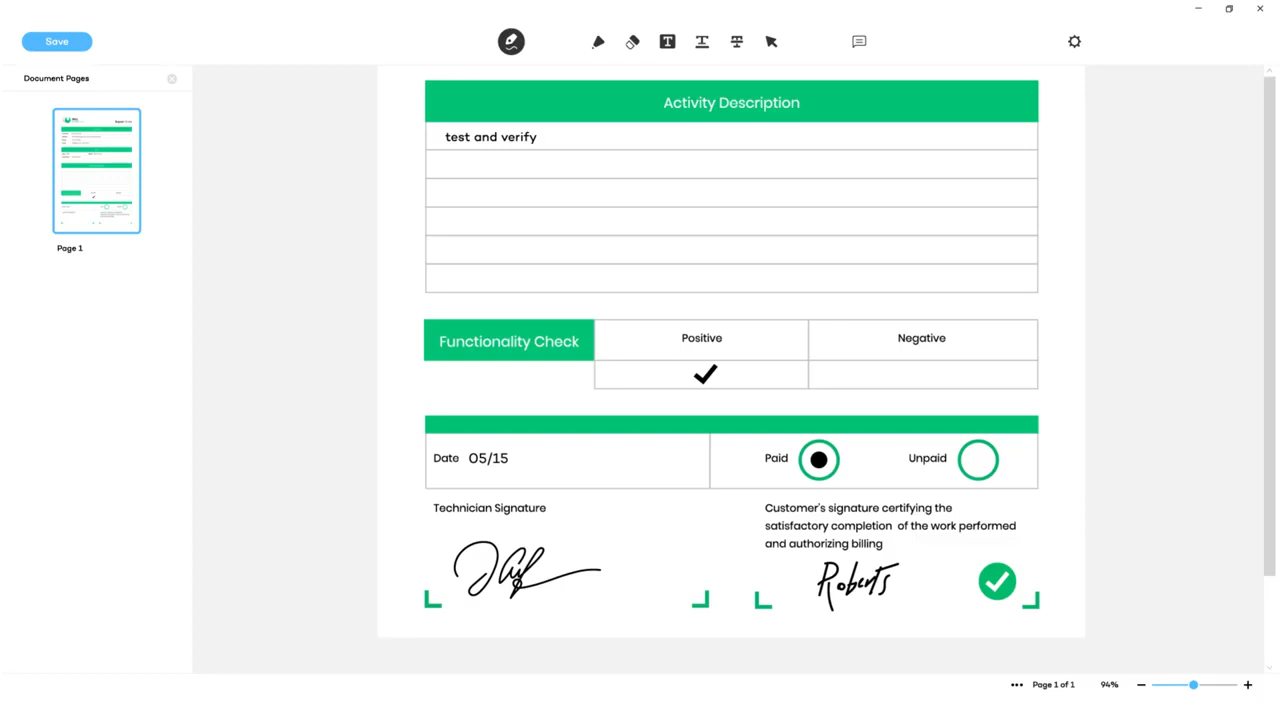 Save
Document Pages
Page 1
Activity Description
test and verify
Functionality Check
Positive
Negative
Date 05/15
Paid
Unpaid
Technician Signature
Customer's signature certifying the
satisfactory completion of the work performed
and authorizing billing
Roberts
Page 1 of 1
94%